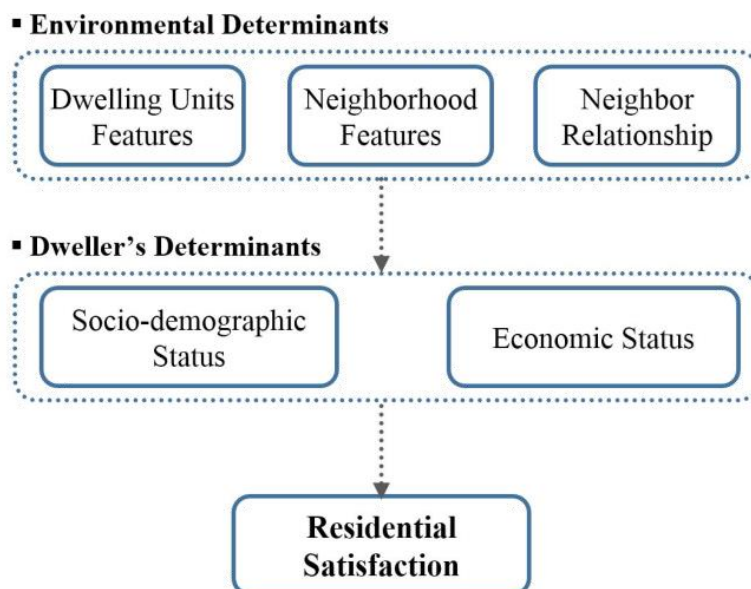 ▪ Environmental Determinants
Dwelling Units
Features
Neighborhood
Features
Neighbor
Relationship
▪ Dweller’s Determinants
Socio-demographic
Status
Economic Status
Residential
Satisfaction